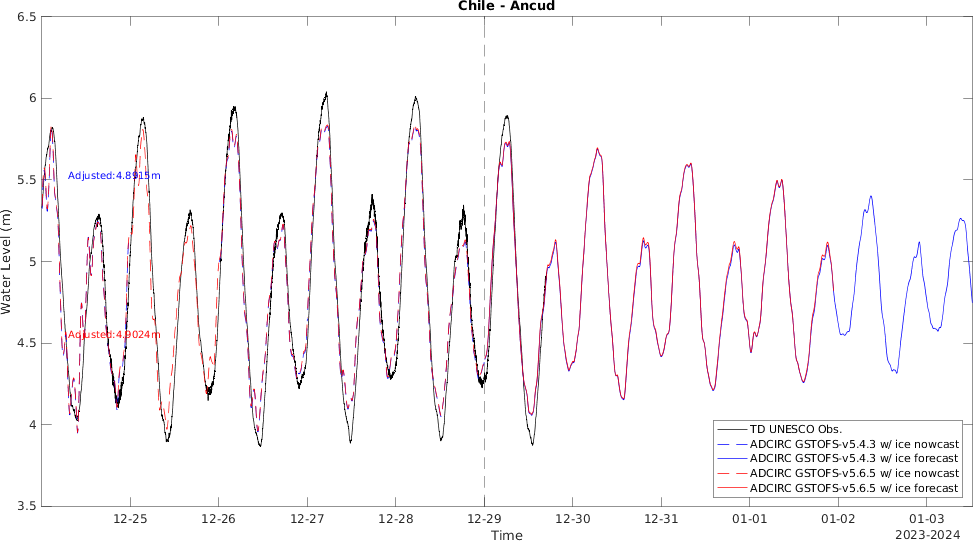 Chile - Ancud
6.5
6
5.5
5
4.5
4
3.5
Water Level (m)
Adjusted:4.8915m
Adjusted:4.9024m
TD UNESCO Obs.
ADCIRC GSTOFS-v5.4.3 w/ ice nowcast
ADCIRC GSTOFS-v5.4.3 w/ ice forecast
ADCIRC GSTOFS-v5.6.5 w/ ice nowcast
ADCIRC GSTOFS-v5.6.5 w/ ice forecast
12-25 12-26 12-27 12-28 12-29 12-30 12-31 01-01 01-02 01-03
Time
2023-2024